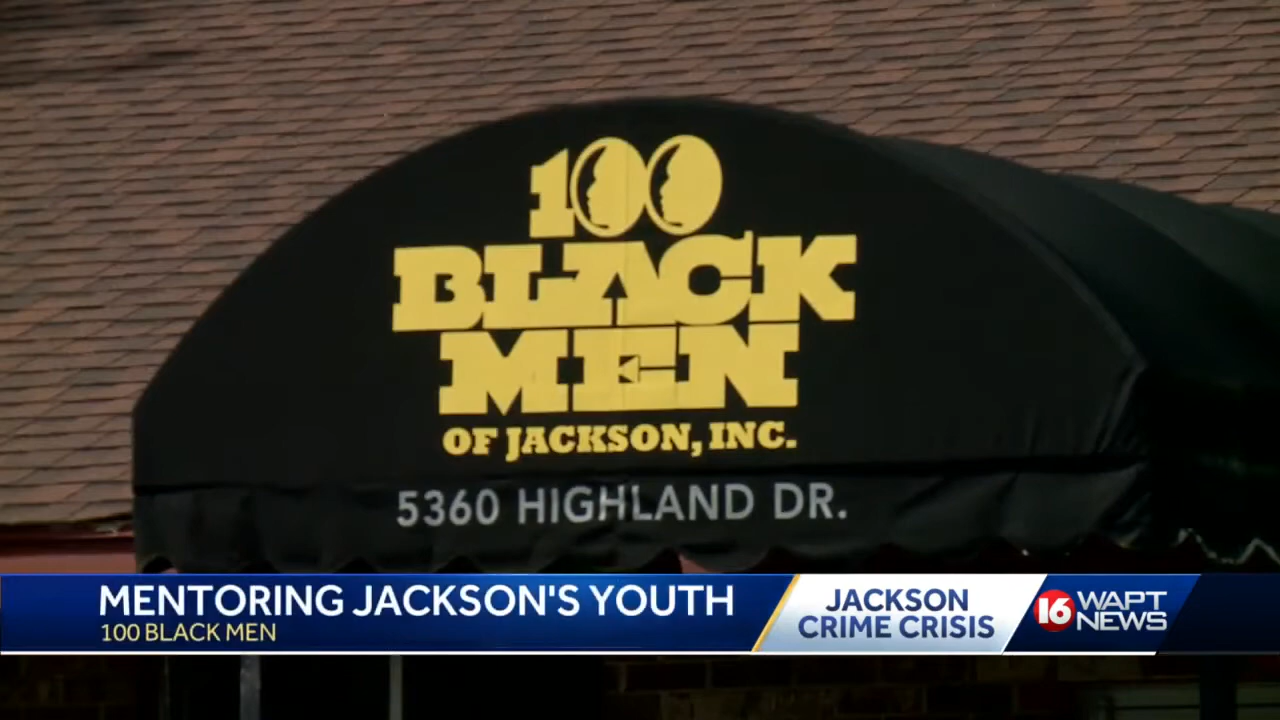 100
BLACK
MEN
OF JACKSON, INC.
5360 HIGHLAND DR.
MENTORING JACKSON'S YOUTH
100 BLACK MEN
JACKSON
CRIME CRISIS
16 WAPT
NEWS